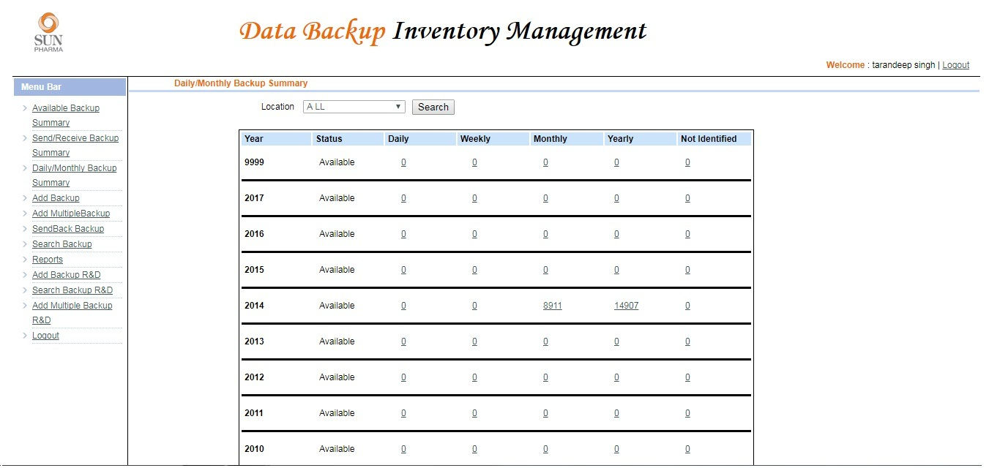 SUN
PHARMA
Data Backup Inventory Management
Welcome : tarandeep singh | Logout
Menu Bar
Available Backup
Summary
Send/Receive Backup
Summary
Daily/Monthly Backup
Summary
Add Backup
Add MultipleBackup
SendBack Backup
Search Backup
Reports
Add Backup R&D
Search Backup R&D
Add Multiple Backup
R&D
Logout
Daily/Monthly Backup Summary
Location A LL Search
Year Status Daily Weekly Monthly Yearly Not Identified
9999 Available 0 0 0 0 0
2017 Available 0 0 0 0 0
2016 Available 0 0 0 0 0
2015 Available 0 0 0 0 0
2014 Available 0 0 8911 14907 0
2013 Available 0 0 0 0 0
2012 Available 0 0 0 0 0
2011 Available 0 0 0 0 0
2010 Available 0 0 0 0 0